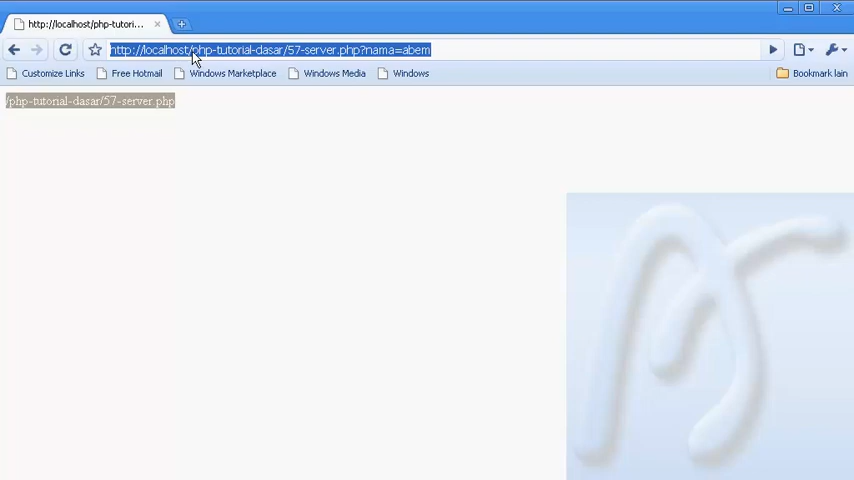 http://localhost/php-tutori...
http://localhost/php-tutorial-dasar/57-server.php?nama=abem
Customize Links Free Hotmail Windows Marketplace Windows Media Windows Bookmark lain
/php-tutorial-dasar/57-server.php